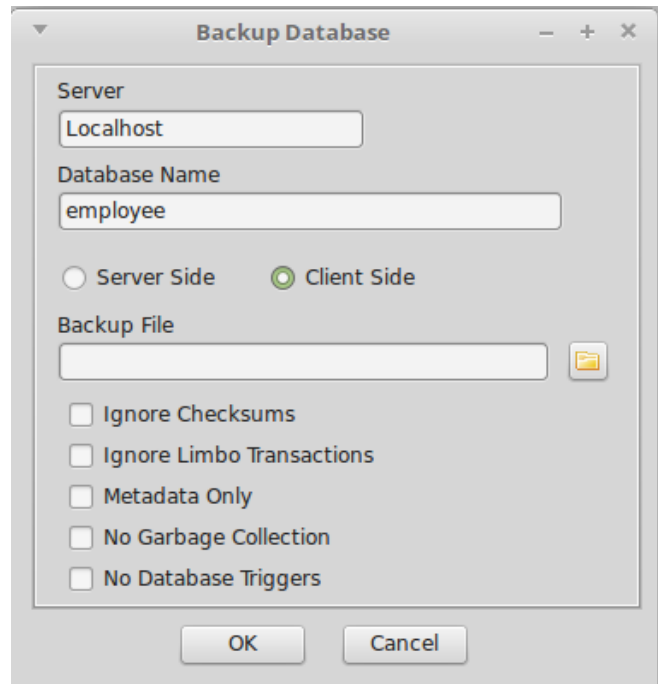 Backup Database
Server
Localhost
Database Name
employee
Server Side Client Side
Backup File
Ignore Checksums
Ignore Limbo Transactions
Metadata Only
No Garbage Collection
No Database Triggers
OK Cancel